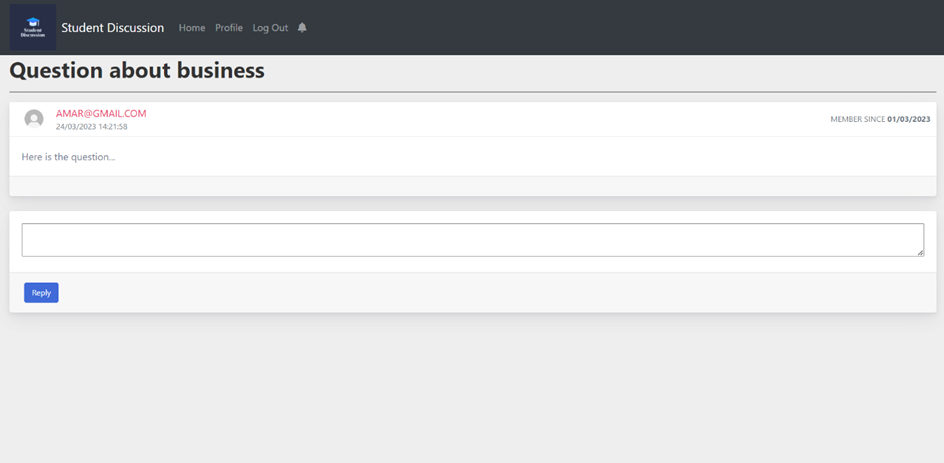 Student
Discussion
Student Discussion Home Profile Log Out
Question about business
AMAR@GMAIL.COM
24/03/2023 14:21:58
MEMBER SINCE 01/03/2023
Here is the question...
Reply